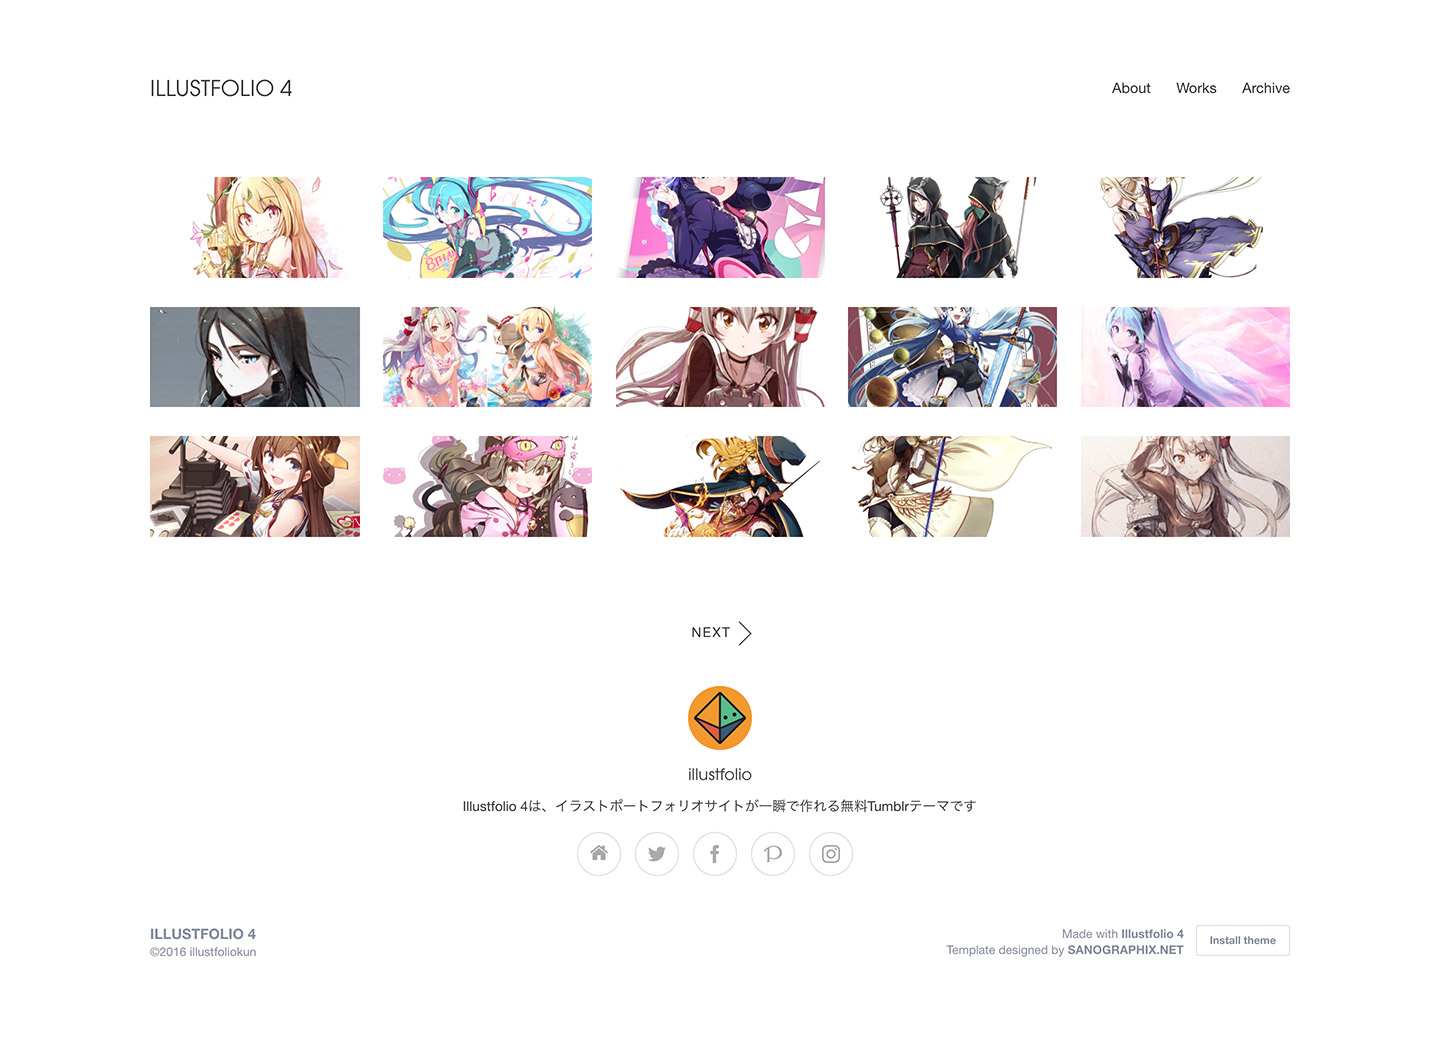 ILLUSTFOLIO 4
About Works Archive
8TH
NEXT
illustfolio
Illustfolio 4は、イラストポートフォリオサイトが一瞬で作れる無料Tumblrテーマです
ILLUSTFOLIO 4
©2016 illustfoliokun
Made with Illustfolio 4
Template designed by SANOGRAPHIX.NET
Install theme